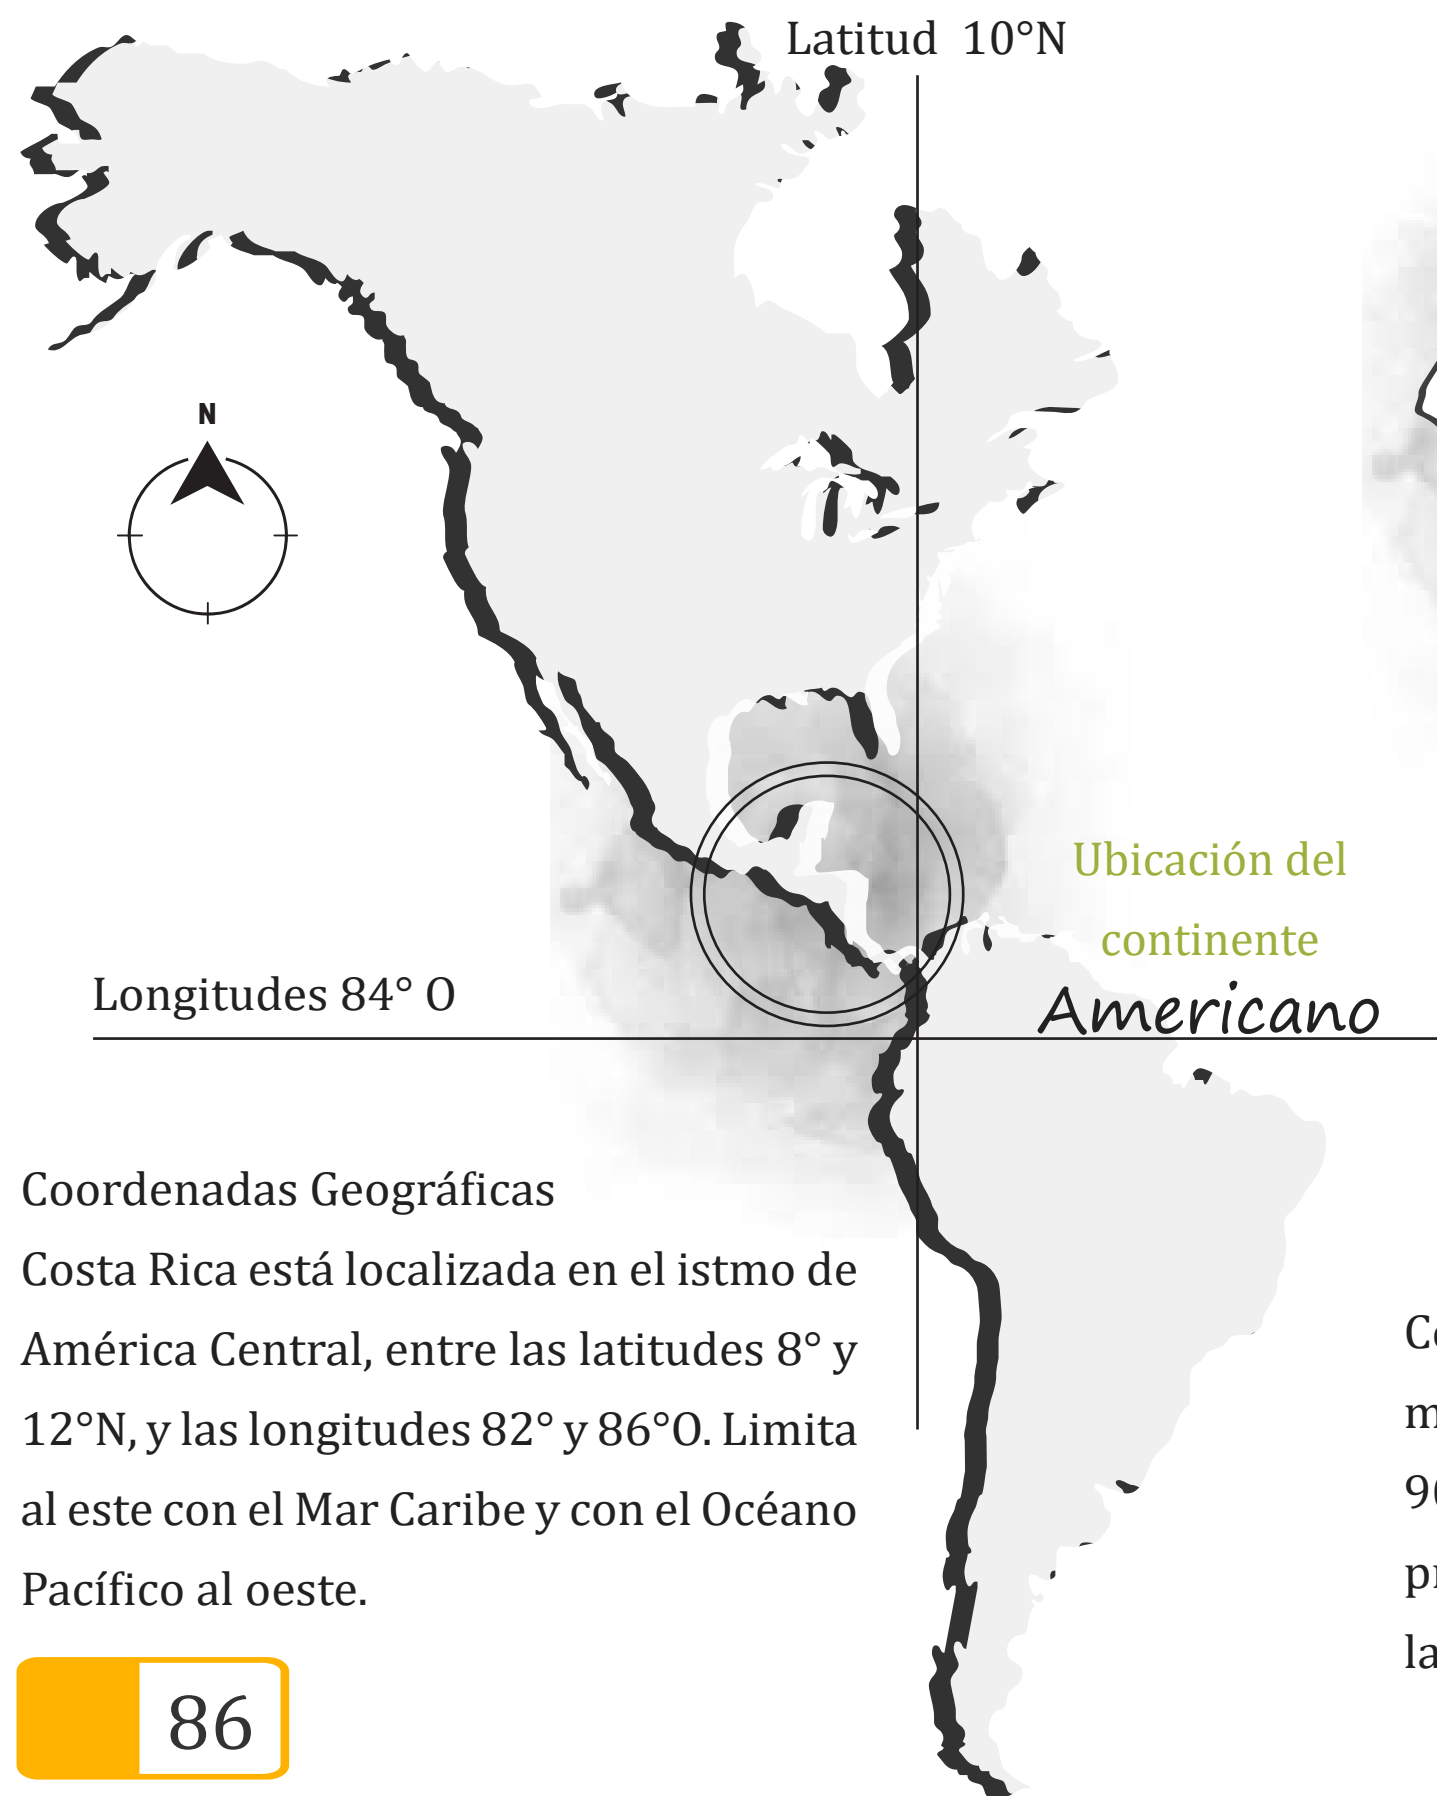 Latitud 10°N
N
Ubicación del
continente
Americano
Longitudes 84° O
Coordenadas Geográficas
Costa Rica está localizada en el istmo de
América Central, entre las latitudes 8° y
12°N, y las longitudes 82° y 86°O. Limita
al este con el Mar Caribe y con el Océano
Pacífico al oeste.
86
la